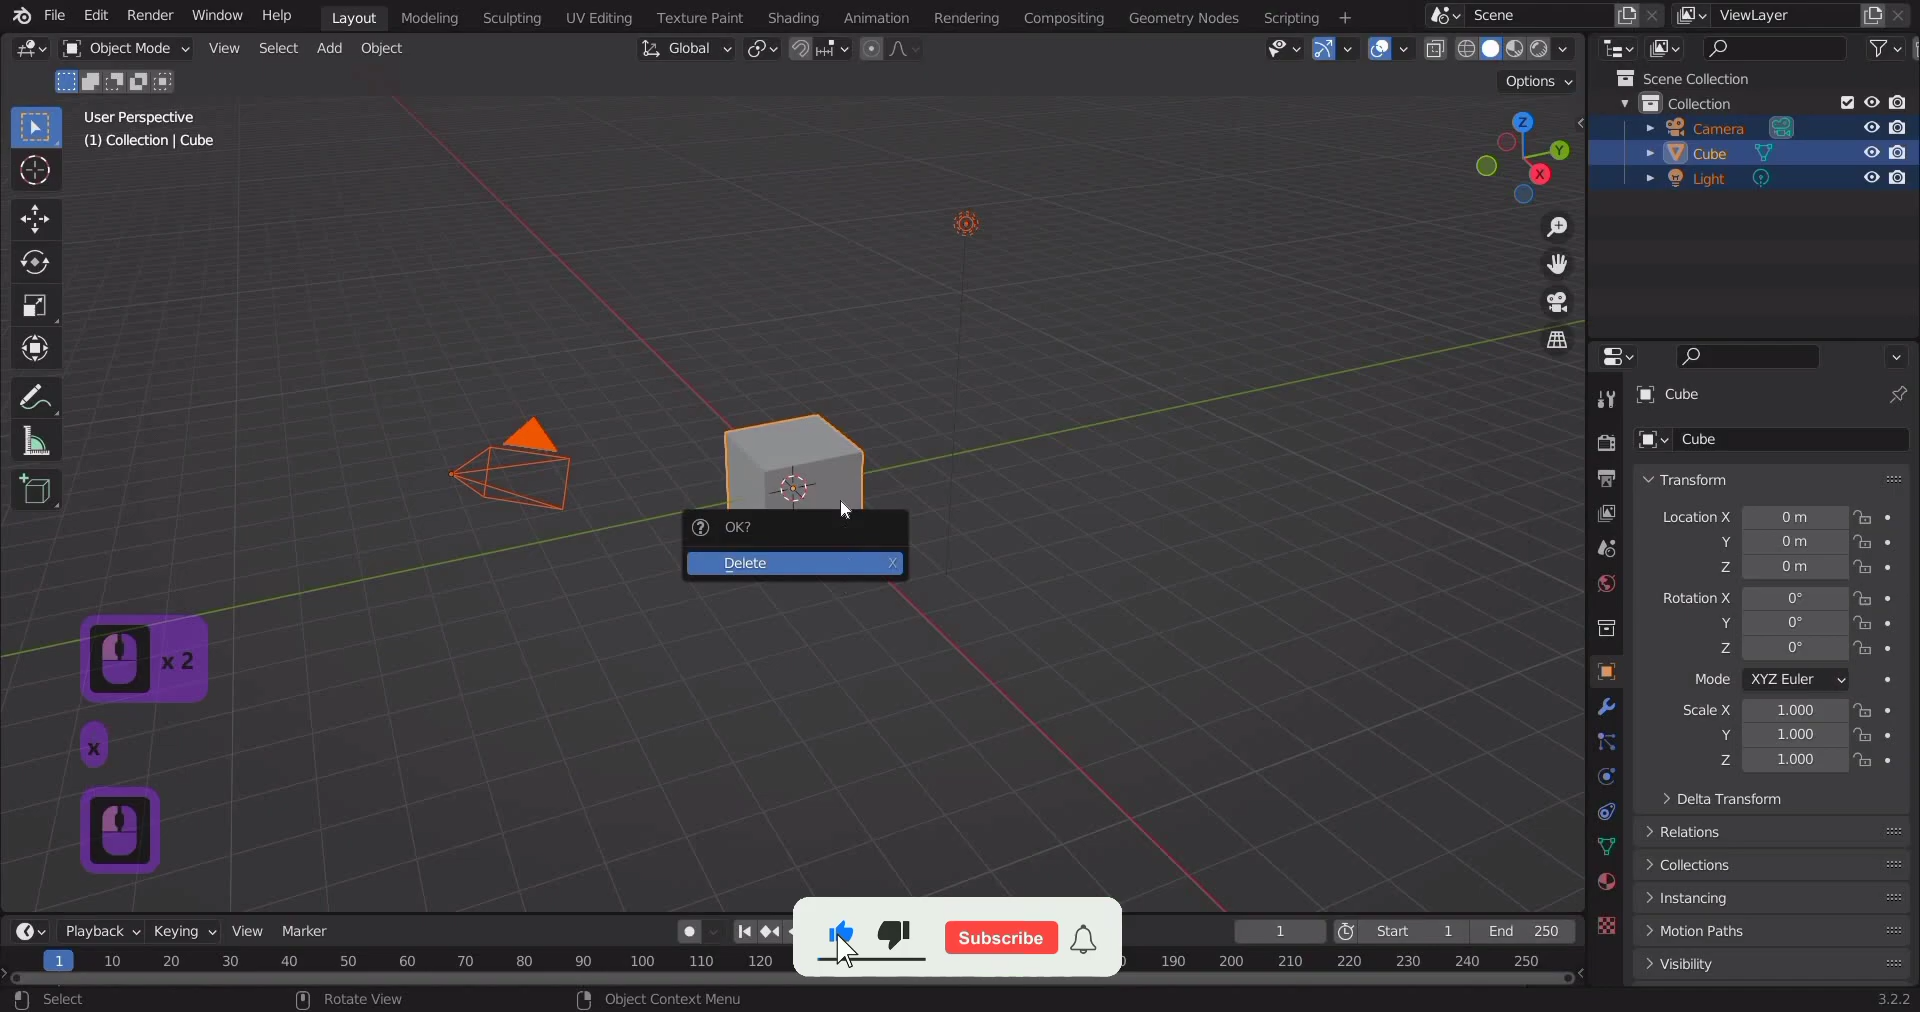 File Edit Render Window Help Layout Modeling Sculpting UV Editing Texture Paint Shading Animation Rendering Compositing Geometry Nodes Scripting + Scene ViewLayer
Object Mode View Select Add Object Global
Options
User Perspective
(1) Collection | Cube
Z
Y
X
Scene Collection
Collection
Camera
Cube
Light
OK?
Delete X
x 2
x
Cube
Cube
Transform
Location X 0 m
Y 0 m
Z 0 m
Rotation X 0°
Y 0°
Z 0°
Mode XYZ Euler
Scale X 1.000
Y 1.000
Z 1.000
Delta Transform
Relations
Collections
Instancing
Motion Paths
Visibility
Subscribe
Playback Keying View Marker 1 Start 1 End 250
1 10 20 30 40 50 60 70 80 90 100 110 120 190 200 210 220 230 240 250
Select Rotate View Object Context Menu 3.2.2